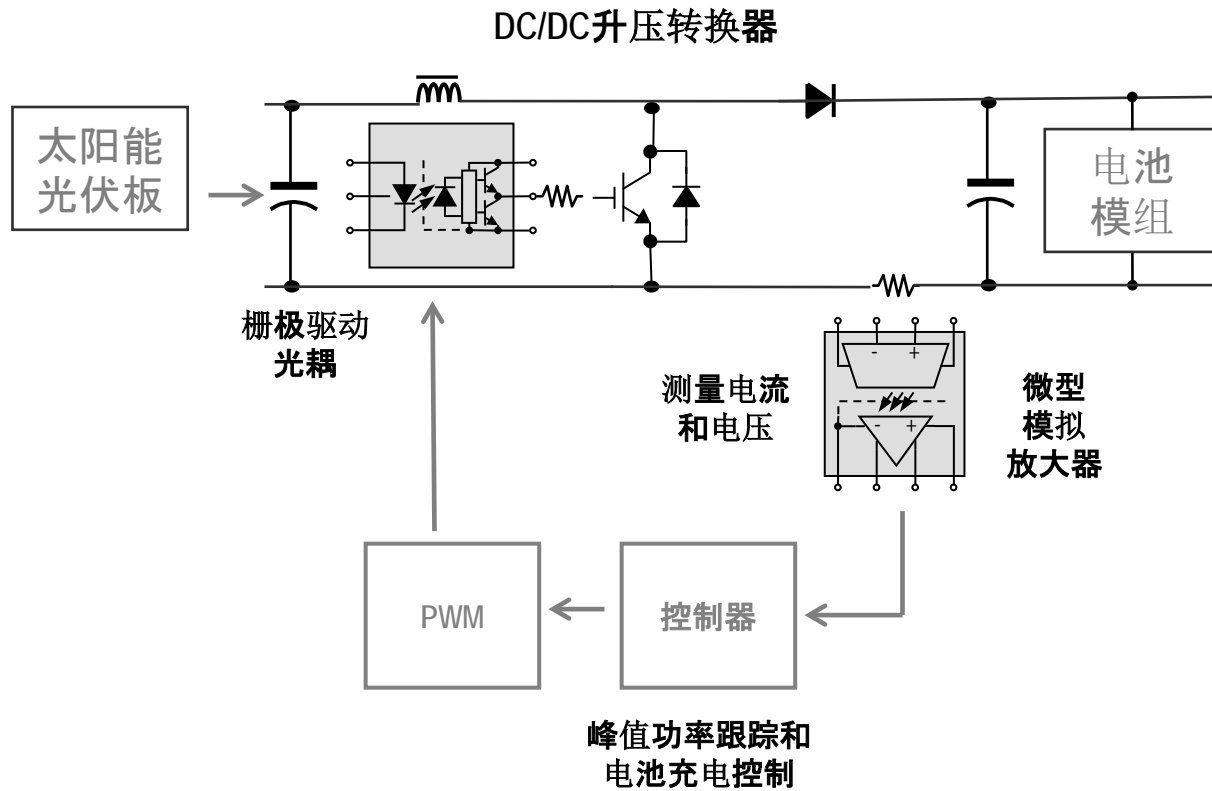 DC/DC升压转换器
太阳能
光伏板
电池
模组
栅极驱动
光耦
测量电流
和电压
- +
- +
微型
模拟
放大器
PWM
控制器
峰值功率跟踪和
电池充电控制